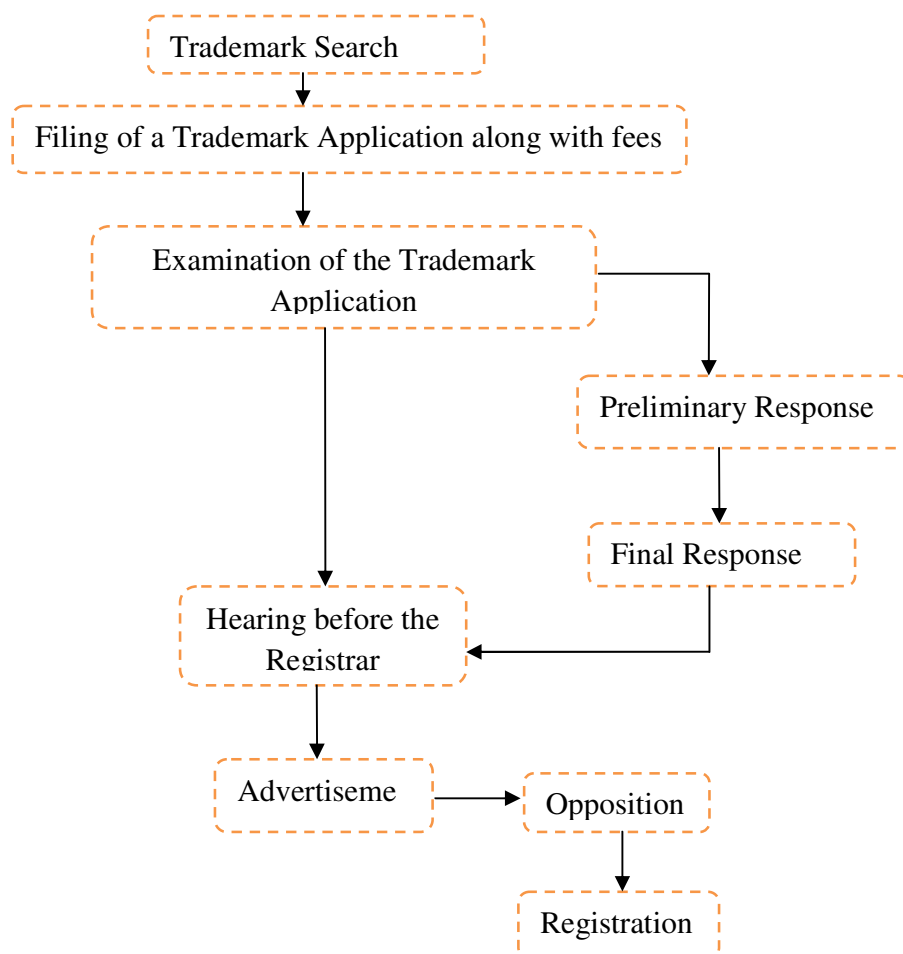 Trademark Search
Filing of a Trademark Application along with fees
Examination of the Trademark
Application
Preliminary Response
Final Response
Hearing before the
Registrar
Advertiseme
Opposition
Registration